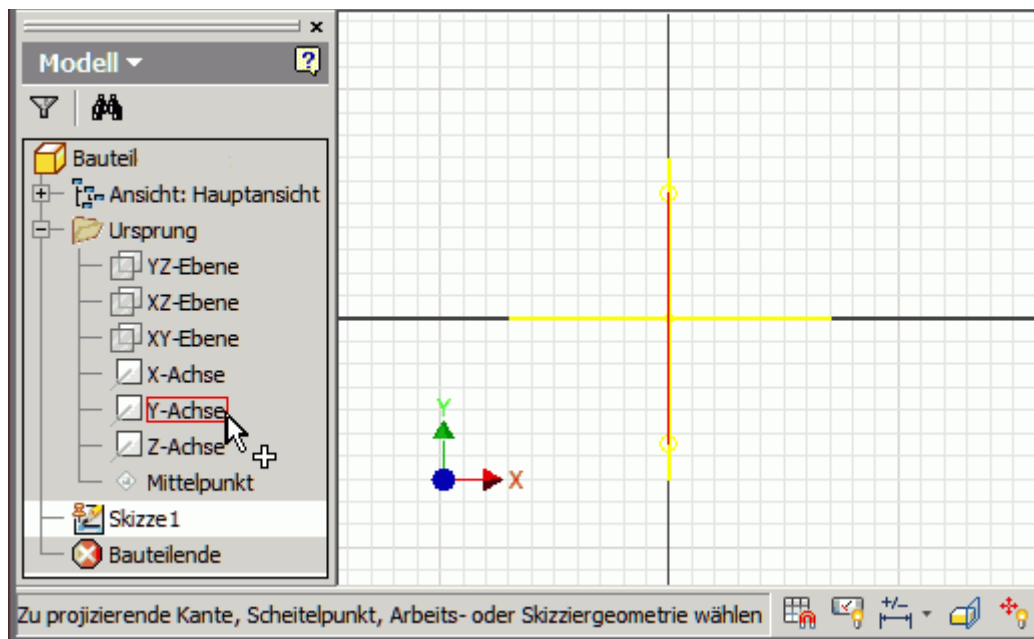 Modell
Bauteil
Ansicht: Hauptansicht
Ursprung
YZ-Ebene
XZ-Ebene
XY-Ebene
X-Achse
Y-Achse
Z-Achse
Mittelpunkt
Skizze1
Bauteilende
Y
X
Zu projizierende Kante, Scheitelpunkt, Arbeits- oder Skizziergeometrie wählen